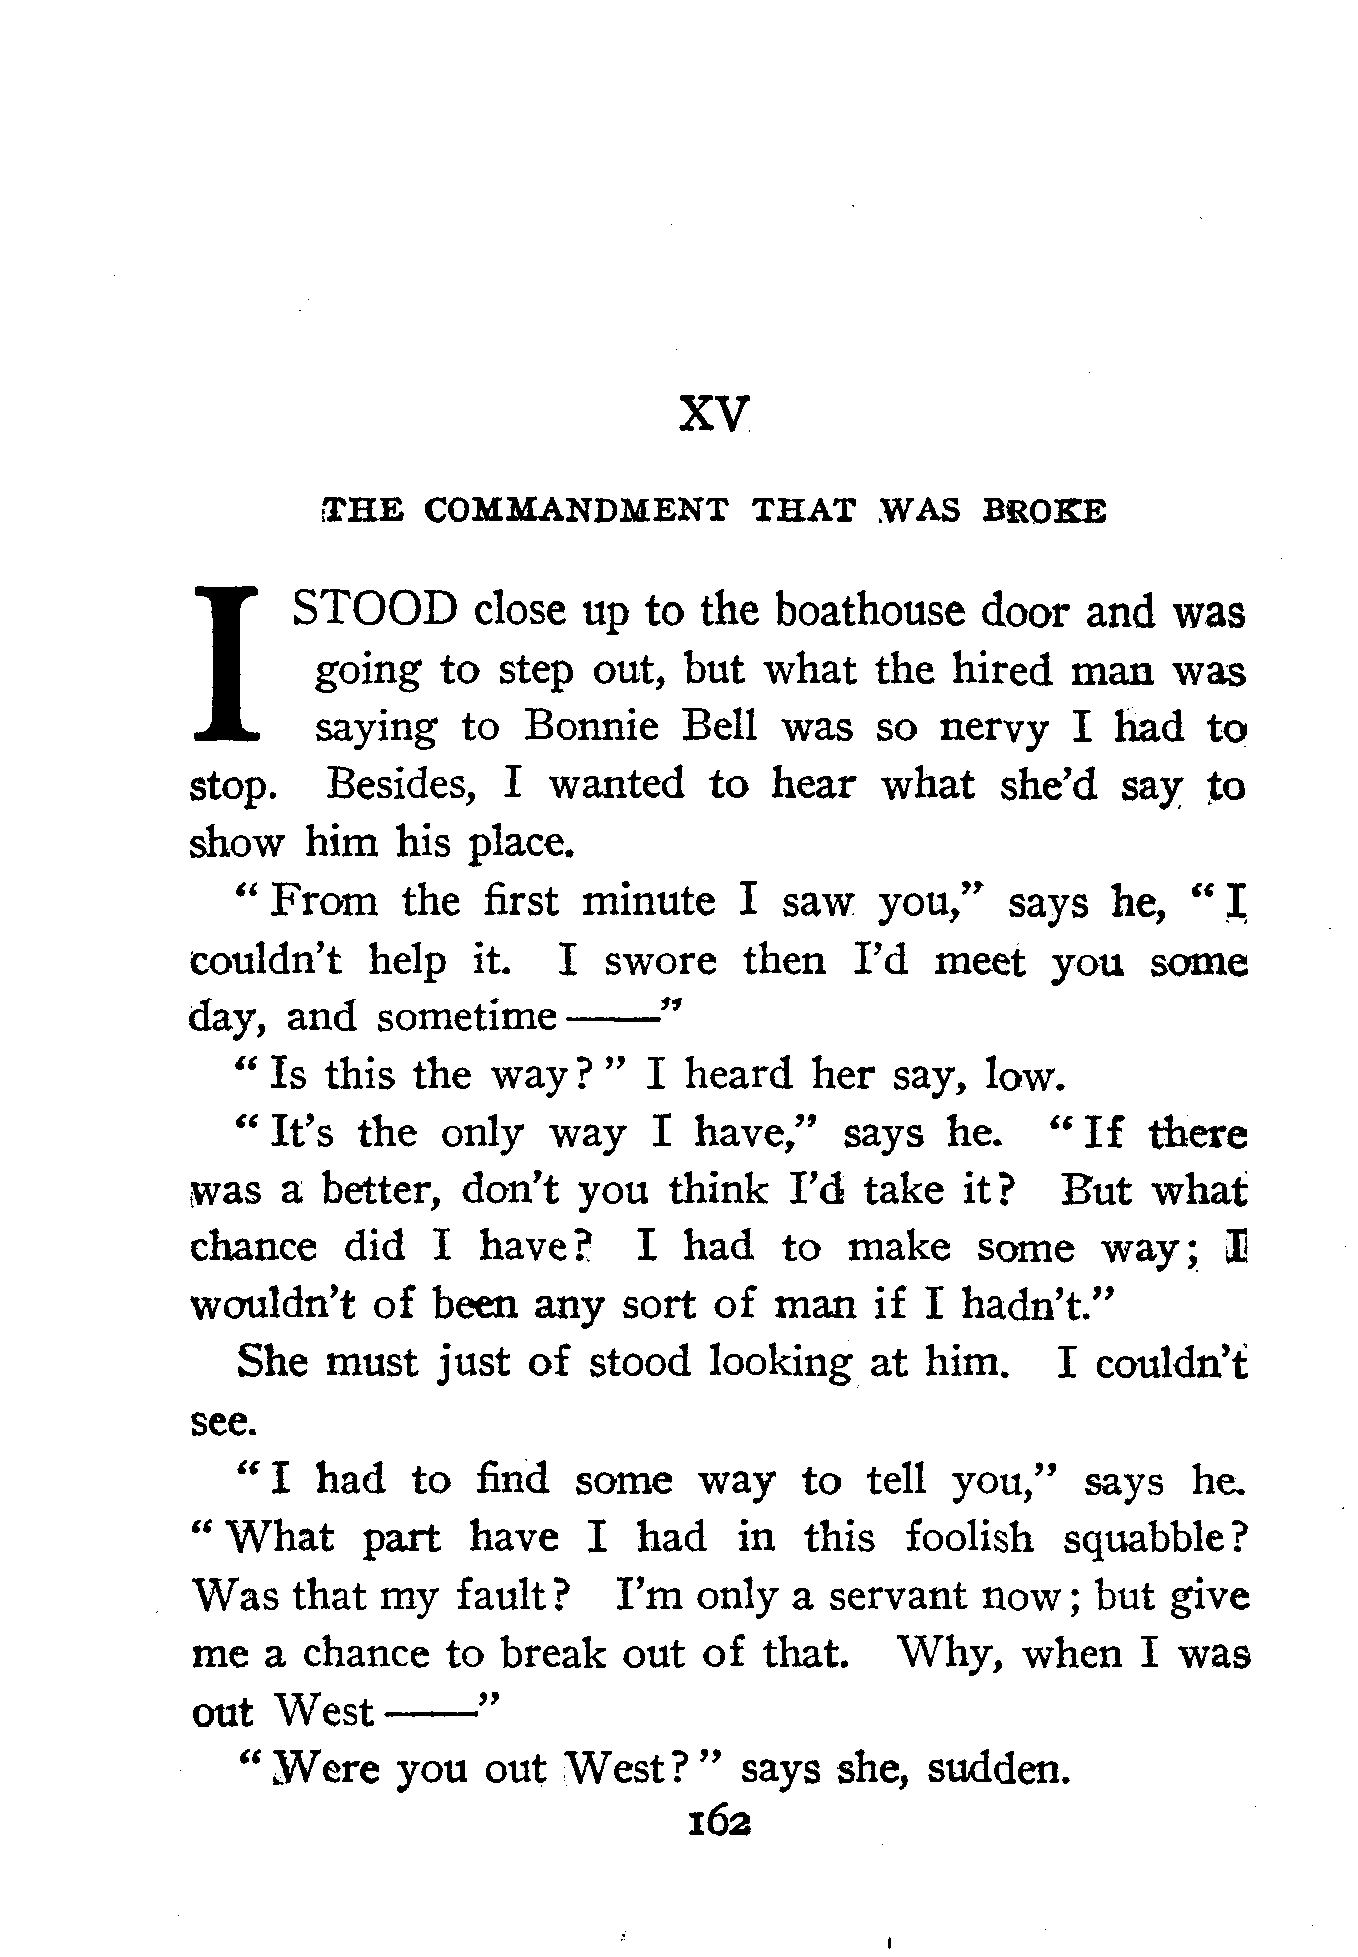 XV
THE COMMANDMENT THAT WAS BROKE
I STOOD close up to the boathouse door and was
going to step out, but what the hired man was
saying to Bonnie Bell was so nervy I had to
stop. Besides, I wanted to hear what she'd say to
show him his place.
"From the first minute I saw you," says he, "I
couldn't help it. I swore then I'd meet you some
day, and sometime——"
"Is this the way?" I heard her say, low.
"It's the only way I have," says he. "If there
was a better, don't you think I'd take it? But what
chance did I have? I had to make some way; I
wouldn't of been any sort of man if I hadn't."
She must just of stood looking at him. I couldn't
see.
"I had to find some way to tell you," says he.
"What part have I had in this foolish squabble?
Was that my fault? I'm only a servant now; but give
me a chance to break out of that. Why, when I was
out West——"
"Were you out West?" says she, sudden.
162